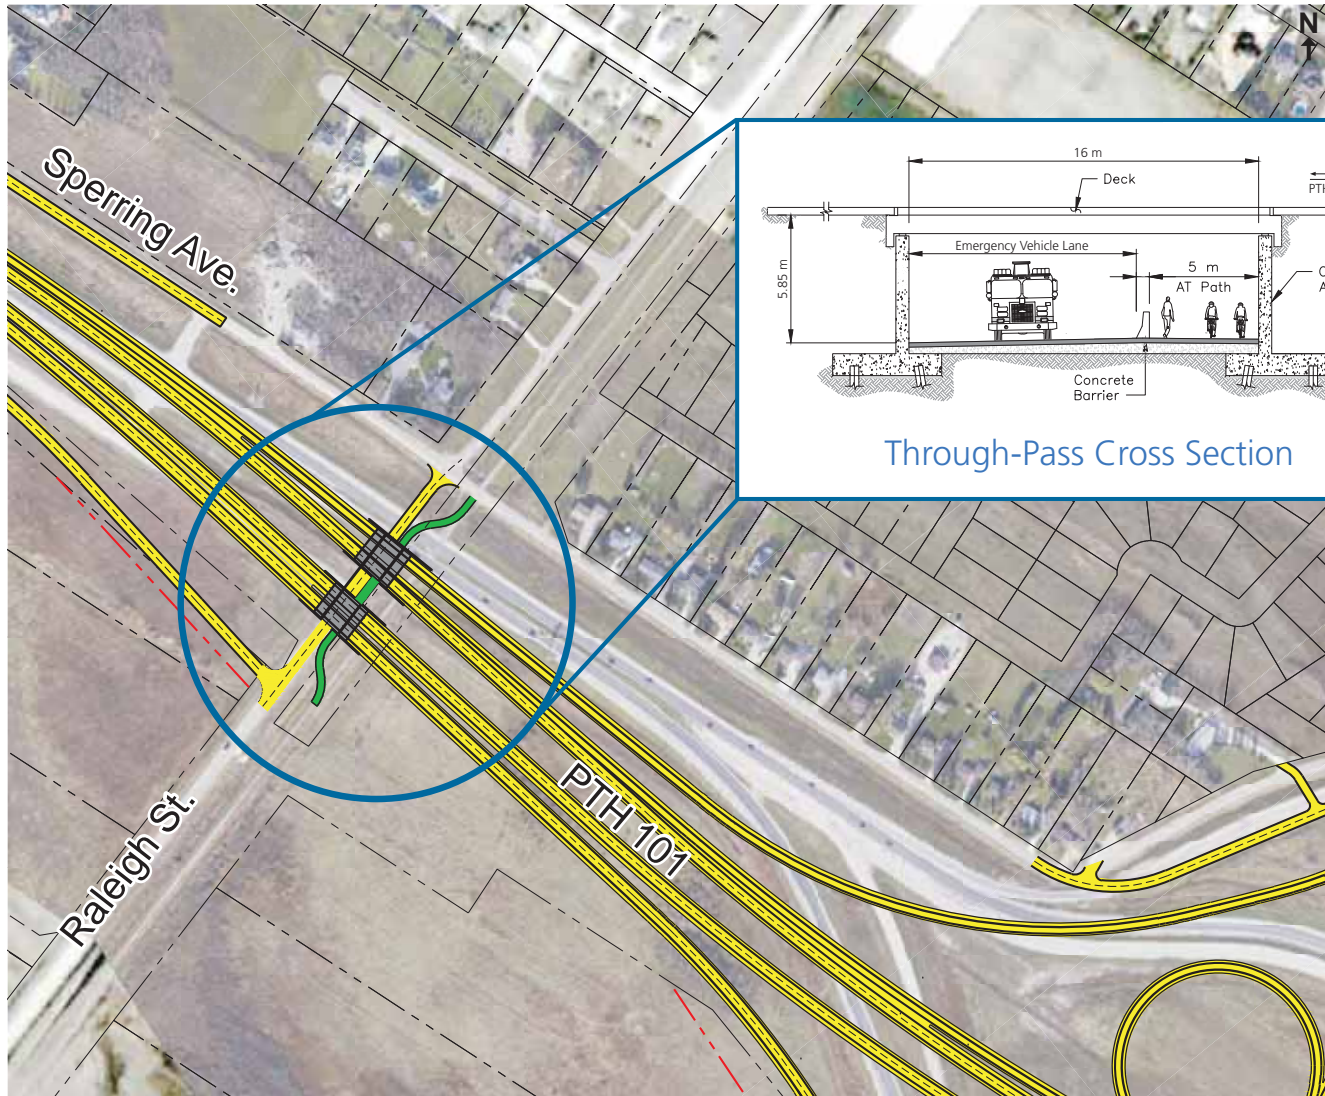 N
Sperring Ave.
16 m
Deck
PTH
Emergency Vehicle Lane
5.85 m
5 m
AT Path
Concrete
Barrier
Through-Pass Cross Section
PTH 101
Raleigh St.